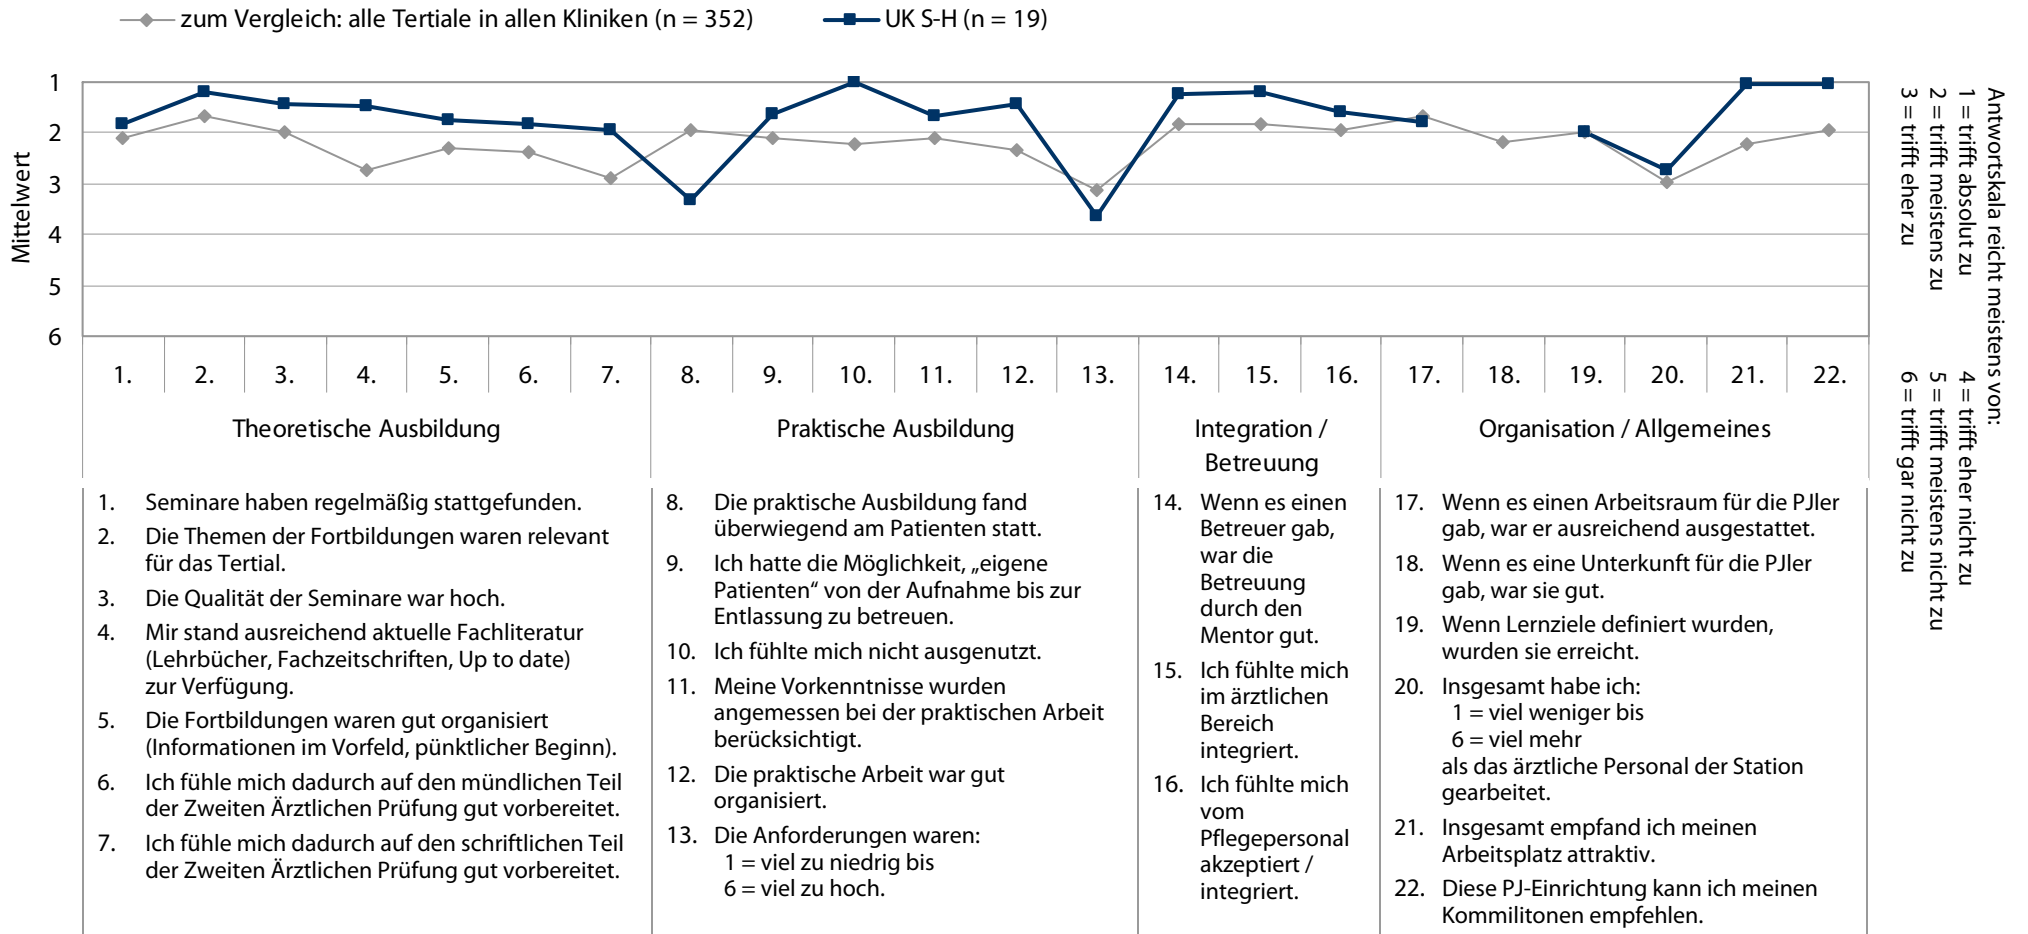 zum Vergleich: alle Tertiale in allen Kliniken (n = 352)
UK S-H (n = 19)
Mittelwert
1
2
3
4
5
6
1. 2. 3. 4. 5. 6. 7. 8. 9. 10. 11. 12. 13. 14. 15. 16. 17. 18. 19. 20. 21. 22.
Theoretische Ausbildung
Praktische Ausbildung
Integration /
Betreuung
Organisation / Allgemeines
1. Seminare haben regelmäßig stattgefunden.
2. Die Themen der Fortbildungen waren relevant
für das Tertial.
3. Die Qualität der Seminare war hoch.
4. Mir stand ausreichend aktuelle Fachliteratur
(Lehrbücher, Fachzeitschriften, Up to date)
zur Verfügung.
5. Die Fortbildungen waren gut organisiert
(Informationen im Vorfeld, pünktlicher Beginn).
6. Ich fühle mich dadurch auf den mündlichen Teil
der Zweiten Ärztlichen Prüfung gut vorbereitet.
7. Ich fühle mich dadurch auf den schriftlichen Teil
der Zweiten Ärztlichen Prüfung gut vorbereitet.
8. Die praktische Ausbildung fand
überwiegend am Patienten statt.
9. Ich hatte die Möglichkeit, „eigene
Patienten“ von der Aufnahme bis zur
Entlassung zu betreuen.
10. Ich fühlte mich nicht ausgenutzt.
11. Meine Vorkenntnisse wurden
angemessen bei der praktischen Arbeit
berücksichtigt.
12. Die praktische Arbeit war gut
organisiert.
13. Die Anforderungen waren:
1 = viel zu niedrig bis
6 = viel zu hoch.
14. Wenn es einen
Betreuer gab,
war die
Betreuung
durch den
Mentor gut.
15. Ich fühlte mich
im ärztlichen
Bereich
integriert.
16. Ich fühlte mich
vom
Pflegepersonal
akzeptiert /
integriert.
17. Wenn es einen Arbeitsraum für die PJler
gab, war er ausreichend ausgestattet.
18. Wenn es eine Unterkunft für die PJler
gab, war sie gut.
19. Wenn Lernziele definiert wurden,
wurden sie erreicht.
20. Insgesamt habe ich:
1 = viel weniger bis
6 = viel mehr
als das ärztliche Personal der Station
gearbeitet.
21. Insgesamt empfand ich meinen
Arbeitsplatz attraktiv.
22. Diese PJ-Einrichtung kann ich meinen
Kommilitonen empfehlen.
Antwortskala reicht meistens von:
1 = trifft absolut zu
2 = trifft meistens zu
3 = trifft eher zu
4 = trifft eher nicht zu
5 = trifft meistens nicht zu
6 = trifft gar nicht zu